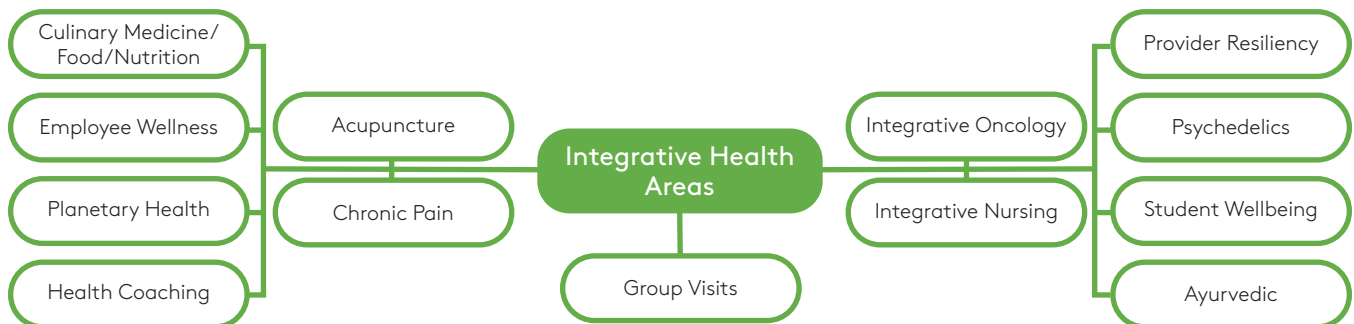 Culinary Medicine/
Food/Nutrition
Employee Wellness
Planetary Health
Health Coaching
Acupuncture
Chronic Pain
Integrative Health
Areas
Group Visits
Integrative Oncology
Integrative Nursing
Provider Resiliency
Psychedelics
Student Wellbeing
Ayurvedic